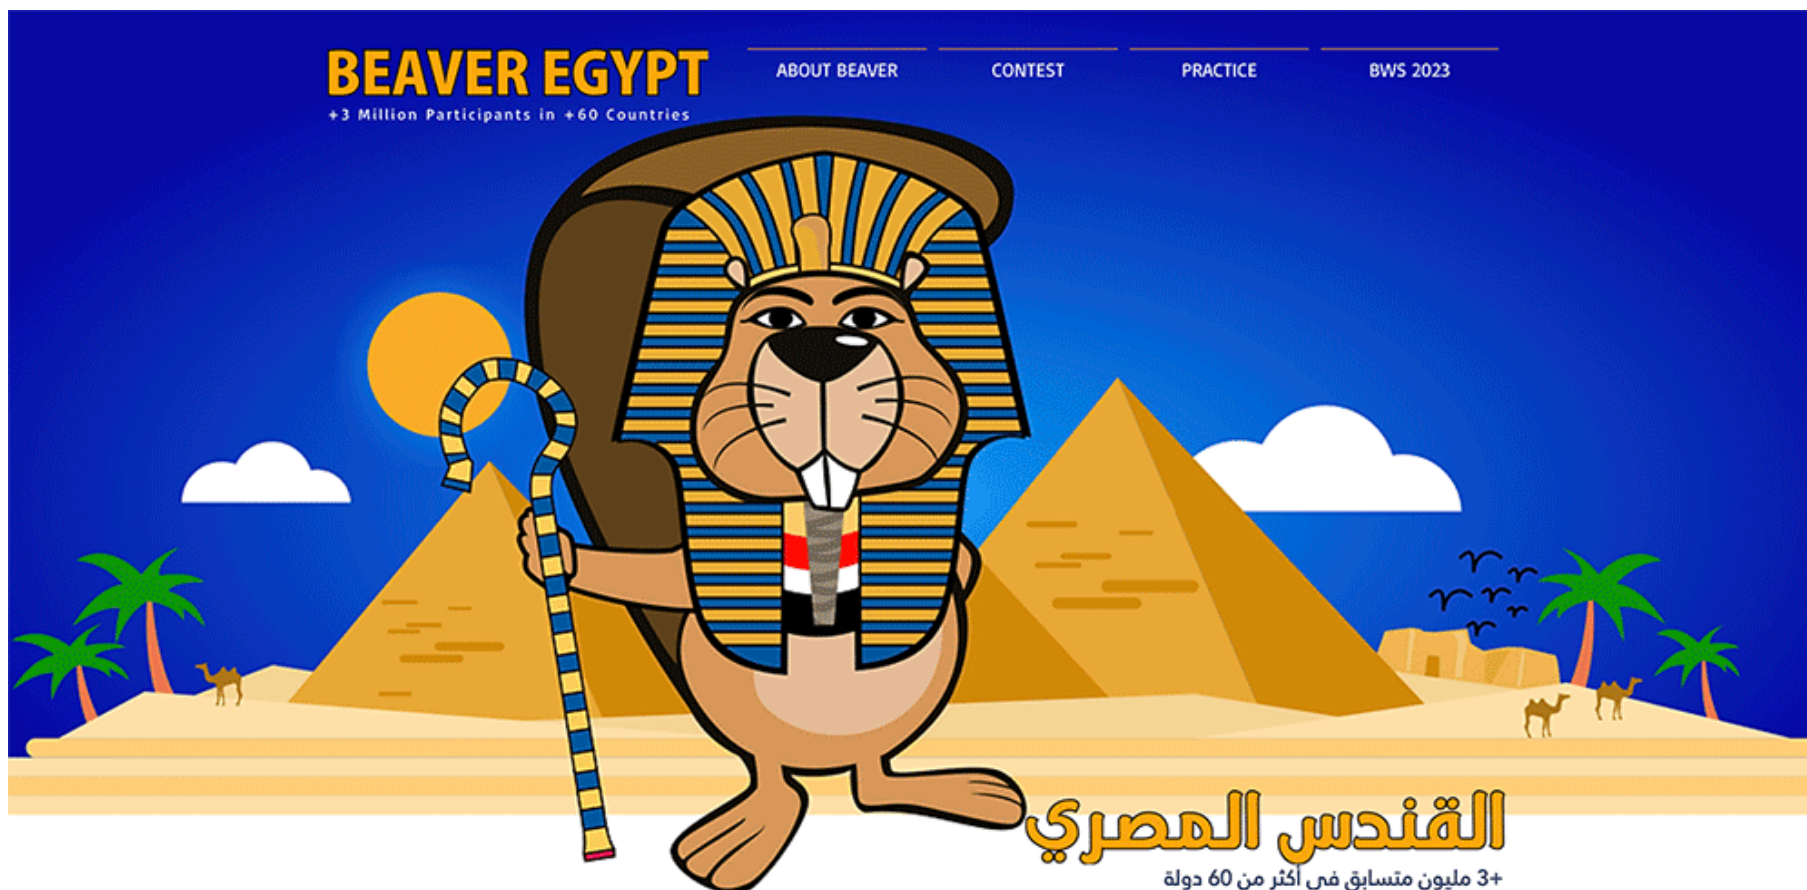 BEAVER EGYPT
+3 Million Participants in +60 Countries
ABOUT BEAVER
CONTEST
PRACTICE
BWS 2023
القندس المصري
+3 مليون متسابق في أكثر من 60 دولة